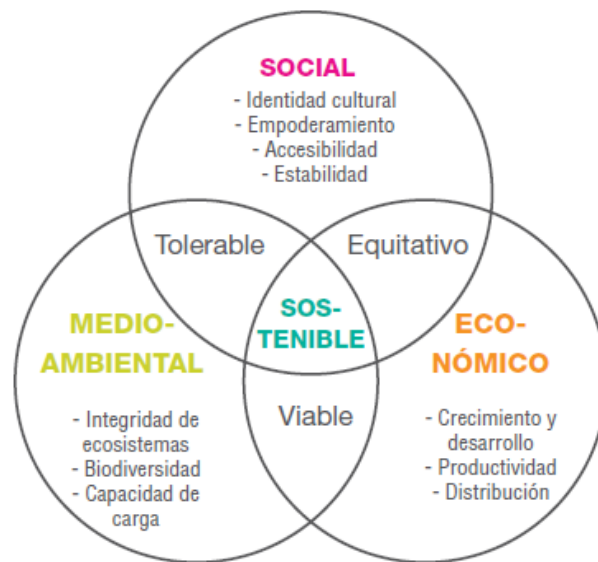 SOCIAL
- Identidad cultural
- Empoderamiento
- Accesibilidad
- Estabilidad
Tolerable
Equitativo
SOS-
TENIBLE
MEDIO-
AMBIENTAL
- Integridad de
ecosistemas
- Biodiversidad
- Capacidad de
carga
ECO-
NÓMICO
- Crecimiento y
desarrollo
- Productividad
- Distribución
Viable